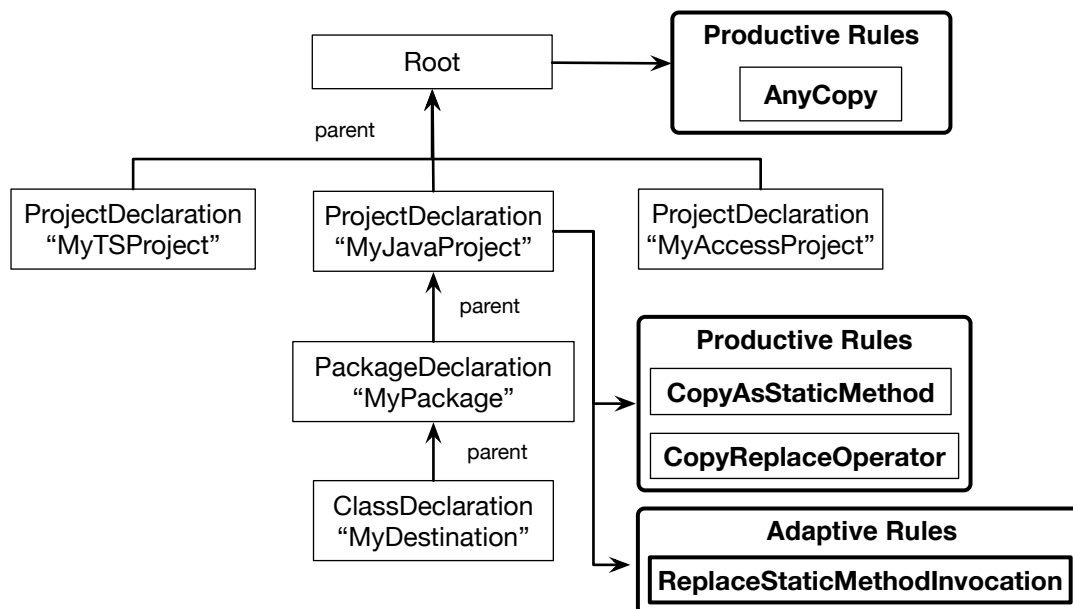 Productive Rules
Root
AnyCopy
parent
ProjectDeclaration
“MyTSProject”
ProjectDeclaration
“MyJavaProject”
ProjectDeclaration
“MyAccessProject”
parent
Productive Rules
PackageDeclaration
“MyPackage”
CopyAsStaticMethod
parent
CopyReplaceOperator
ClassDeclaration
“MyDestination”
Adaptive Rules
ReplaceStaticMethodInvocation